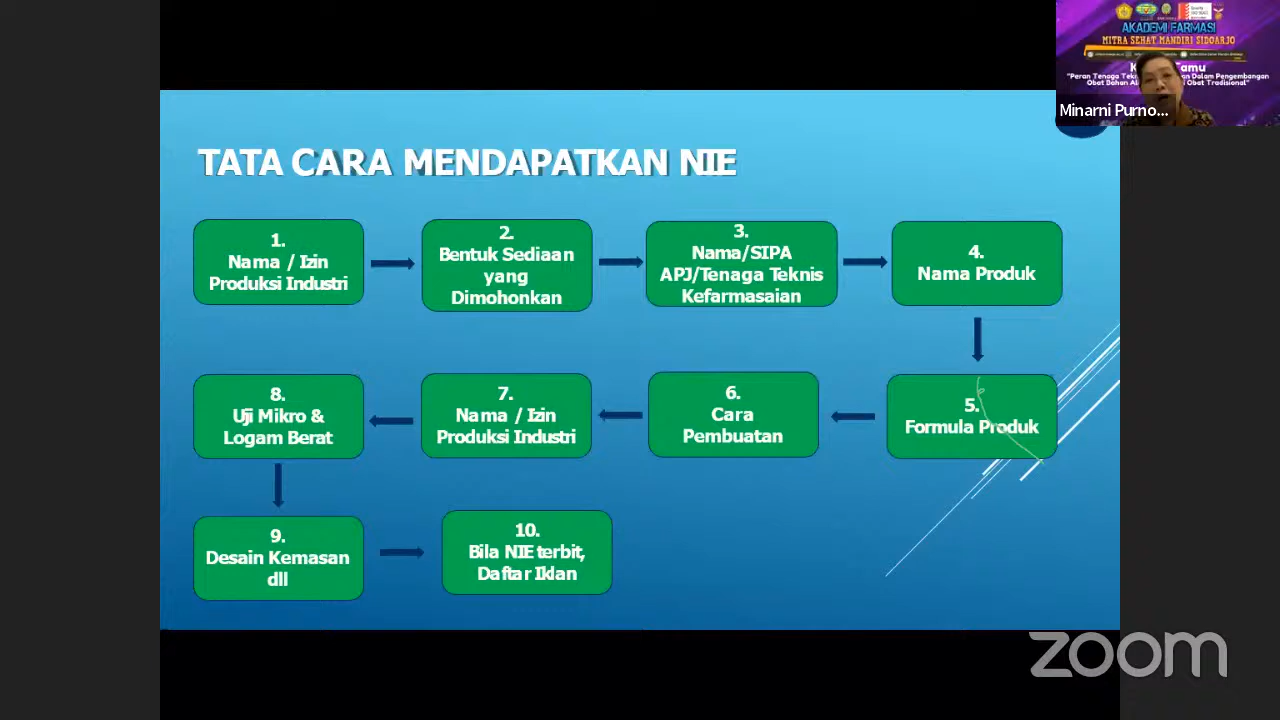 AKADEMI FARMASI
MITRA SEHAT MANDIRI SIDOARJO
Minarni Purno...
TATA CARA MENDAPATKAN NIE
1.
Nama / Izin
Produksi Industri
2.
Bentuk Sediaan
yang
Dimohonkan
3.
Nama/SIPA
APJ/Tenaga Teknis
Kefarmasaian
4.
Nama Produk
5.
Formula Produk
6.
Cara
Pembuatan
7.
Nama / Izin
Produksi Industri
8.
Uji Mikro &
Logam Berat
9.
Desain Kemasan
dll
10.
Bila NIE terbit,
Daftar Iklan
zoom